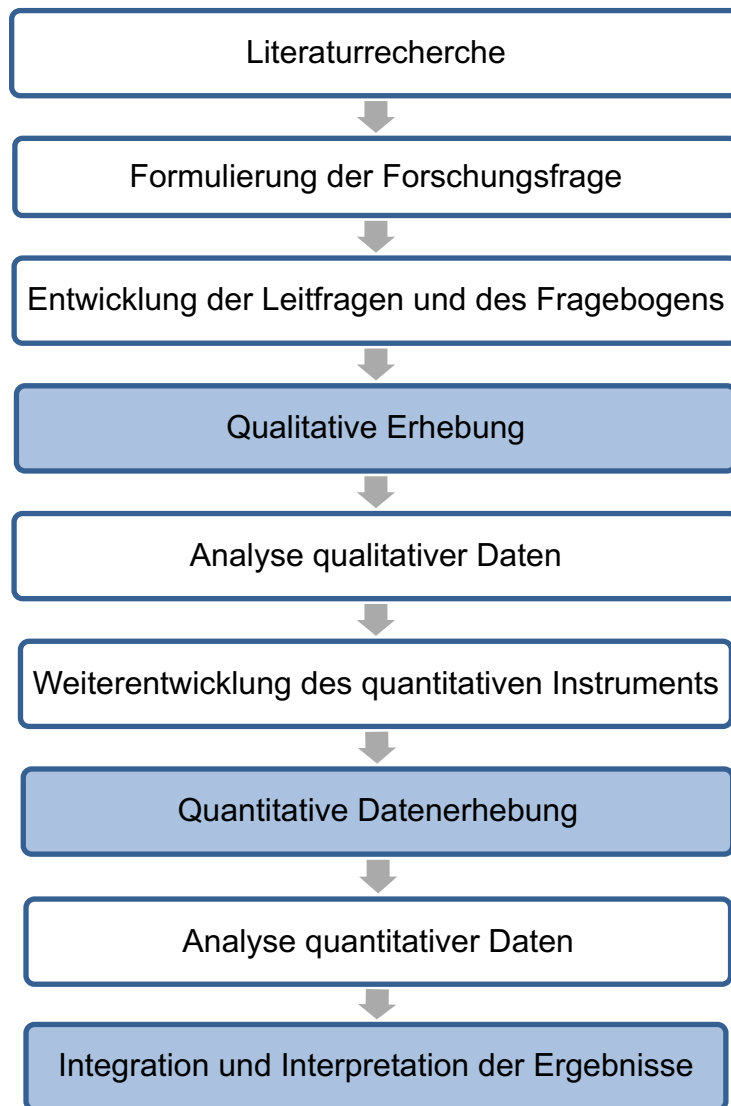 Literaturrecherche
Formulierung der Forschungsfrage
Entwicklung der Leitfragen und des Fragebogens
Qualitative Erhebung
Analyse qualitativer Daten
Weiterentwicklung des quantitativen Instruments
Quantitative Datenerhebung
Analyse quantitativer Daten
Integration und Interpretation der Ergebnisse